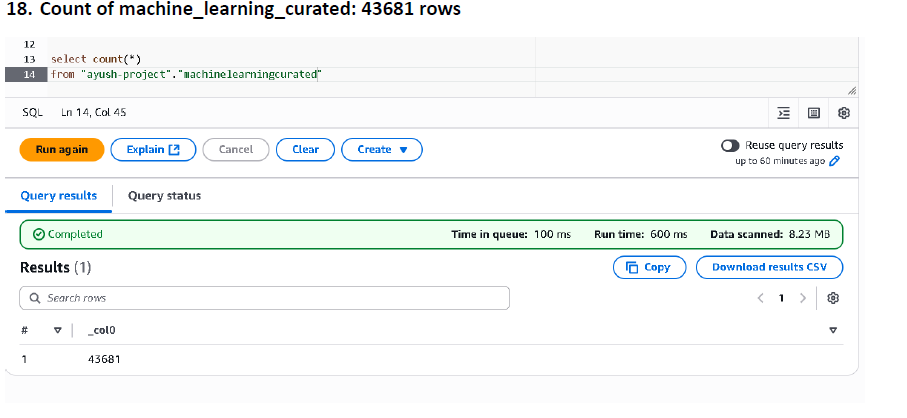 18. Count of machine_learning_curated: 43681 rows
12
13 select count(*)
14 from "ayush-project"."machinelearningcurated"
SQL Ln 14, Col 45
Run again Explain Cancel Clear Create Reuse query results
up to 60 minutes ago
Query results Query status
Completed Time in queue: 100 ms Run time: 600 ms Data scanned: 8.23 MB
Results (1) Copy Download results CSV
Search rows 1
# _col0
1 43681